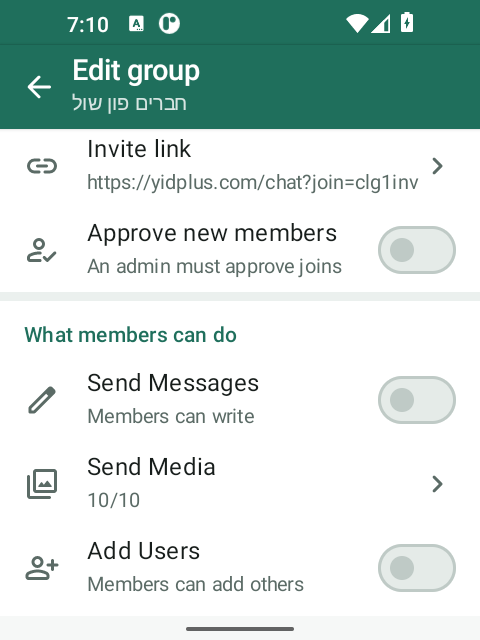 7:10
A
Edit group
חברים פון שול
Invite link
https://yidplus.com/chat?join=clg1inv
Approve new members
An admin must approve joins
What members can do
Send Messages
Members can write
Send Media
10/10
Add Users
Members can add others